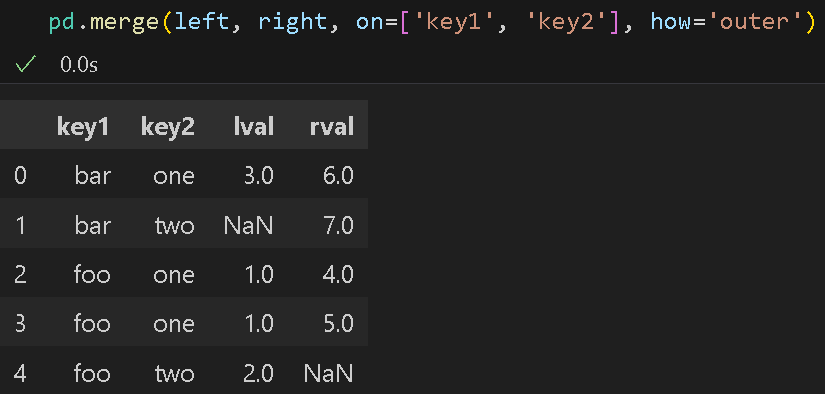 pd.merge(left, right, on=['key1', 'key2'], how='outer')
✓ 0.0s
key1 key2 lval rval
0 bar one 3.0 6.0
1 bar two NaN 7.0
2 foo one 1.0 4.0
3 foo one 1.0 5.0
4 foo two 2.0 NaN